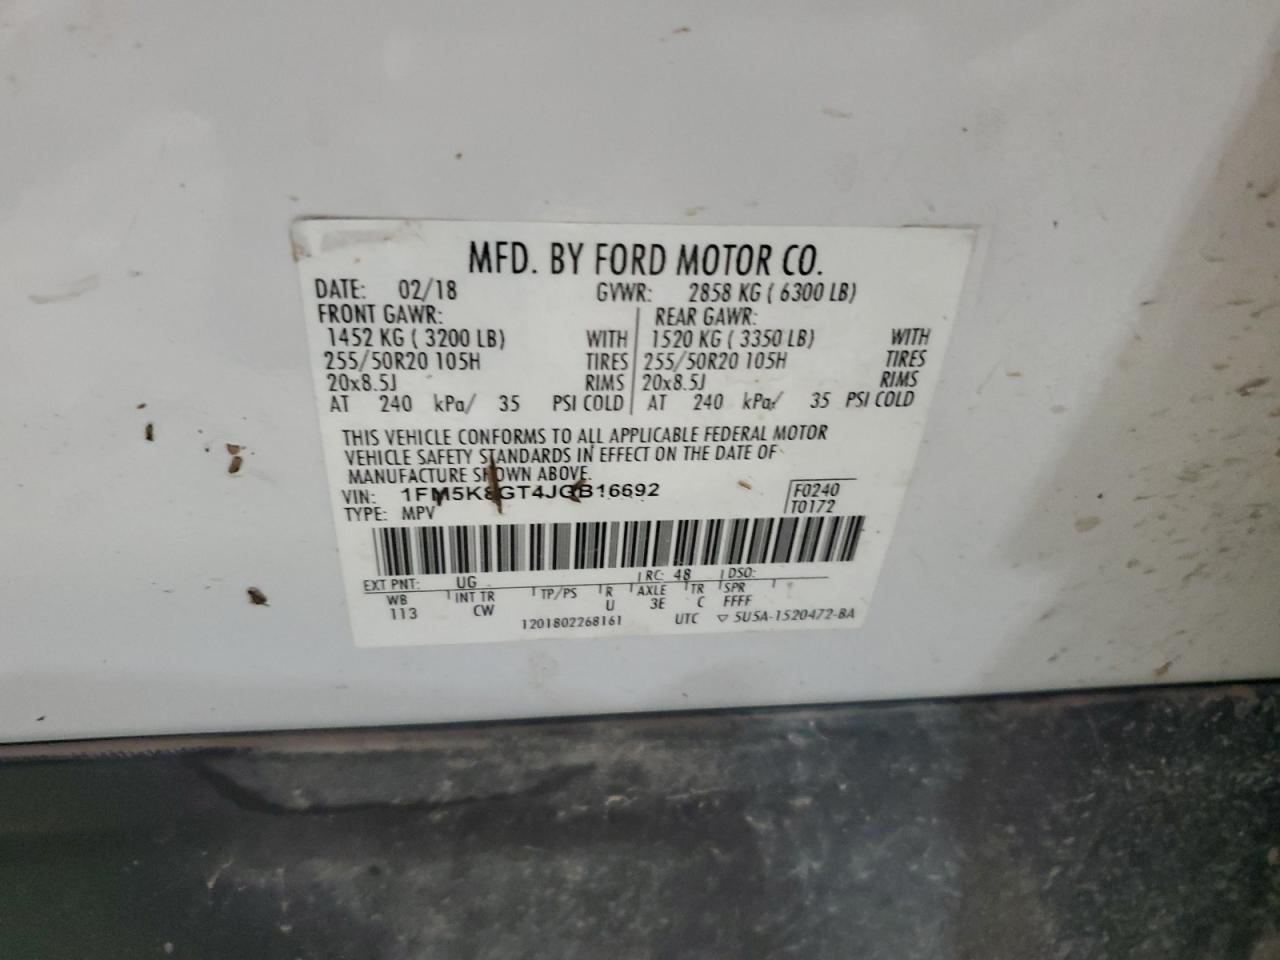 MFD. BY FORD MOTOR CO.
DATE: 02/18 GVWR: 2858 KG ( 6300 LB)
FRONT GAWR: REAR GAWR:
1452 KG ( 3200 LB) WITH 1520 KG ( 3350 LB) WITH
255/50R20 105H TIRES 255/50R20 105H TIRES
20x8.5J RIMS 20x8.5J RIMS
AT 240 kPa/ 35 PSI COLD AT 240 kPa/ 35 PSI COLD
THIS VEHICLE CONFORMS TO ALL APPLICABLE FEDERAL MOTOR
VEHICLE SAFETY STANDARDS IN EFFECT ON THE DATE OF
MANUFACTURE SHOWN ABOVE.
VIN: 1FM5K8GT4JGB16692 F0240
TYPE: MPV T0172
EXT PNT: UG RC: 48 DSO:
WB INT TR TP/PS R AXLE TR SPR
113 CW U 3E C FFFF
1201802268161 UTC ▽ 5U5A-1520472-BA